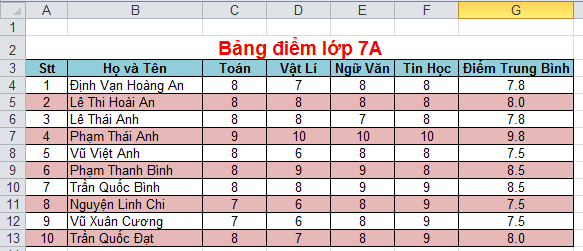 A B C D E F G
1
2 Bảng điểm lớp 7A
3 Stt Họ và Tên Toán Vật Lí Ngữ Văn Tin Học Điểm Trung Bình
4 1 Định Vạn Hoàng An 8 7 8 8 7.8
5 2 Lê Thi Hoài An 8 8 8 8 8.0
6 3 Lê Thái Anh 8 8 7 8 7.8
7 4 Phạm Thái Anh 9 10 10 10 9.8
8 5 Vũ Việt Anh 8 6 8 8 7.5
9 6 Phạm Thanh Bình 8 9 9 8 8.5
10 7 Trần Quốc Bình 8 8 9 9 8.5
11 8 Nguyện Linh Chi 7 6 8 9 7.5
12 9 Vũ Xuân Cương 7 6 8 9 7.5
13 10 Trần Quốc Đạt 8 7 8 9 8.0